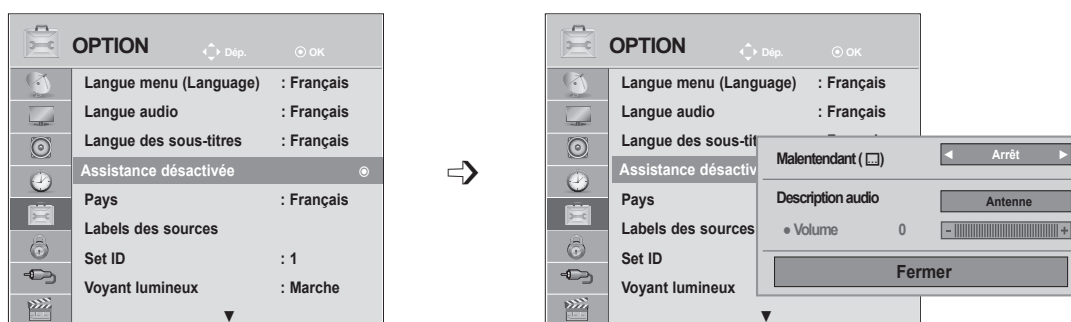 OPTION
Dép.
OK
Langue menu (Language) : Français
Langue audio : Français
Langue des sous-titres : Français
Assistance désactivée
Pays : Français
Labels des sources
Set ID : 1
Voyant lumineux : Marche
OPTION
Dép.
OK
Langue menu (Language) : Français
Langue audio : Français
Langue des sous-tit
Assistance désactiv
Pays
Labels des sources
Set ID
Voyant lumineux
Malentendant ( ) Arrêt
Description audio Antenne
• Volume 0 - +
Fermer